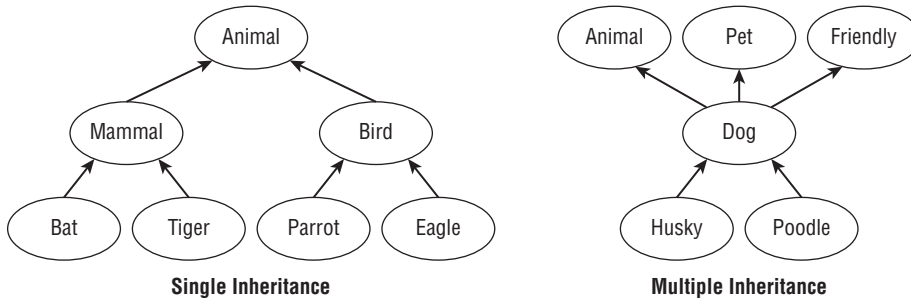 Animal
Mammal Bird
Bat Tiger Parrot Eagle
Single Inheritance
Animal Pet Friendly
Dog
Husky Poodle
Multiple Inheritance